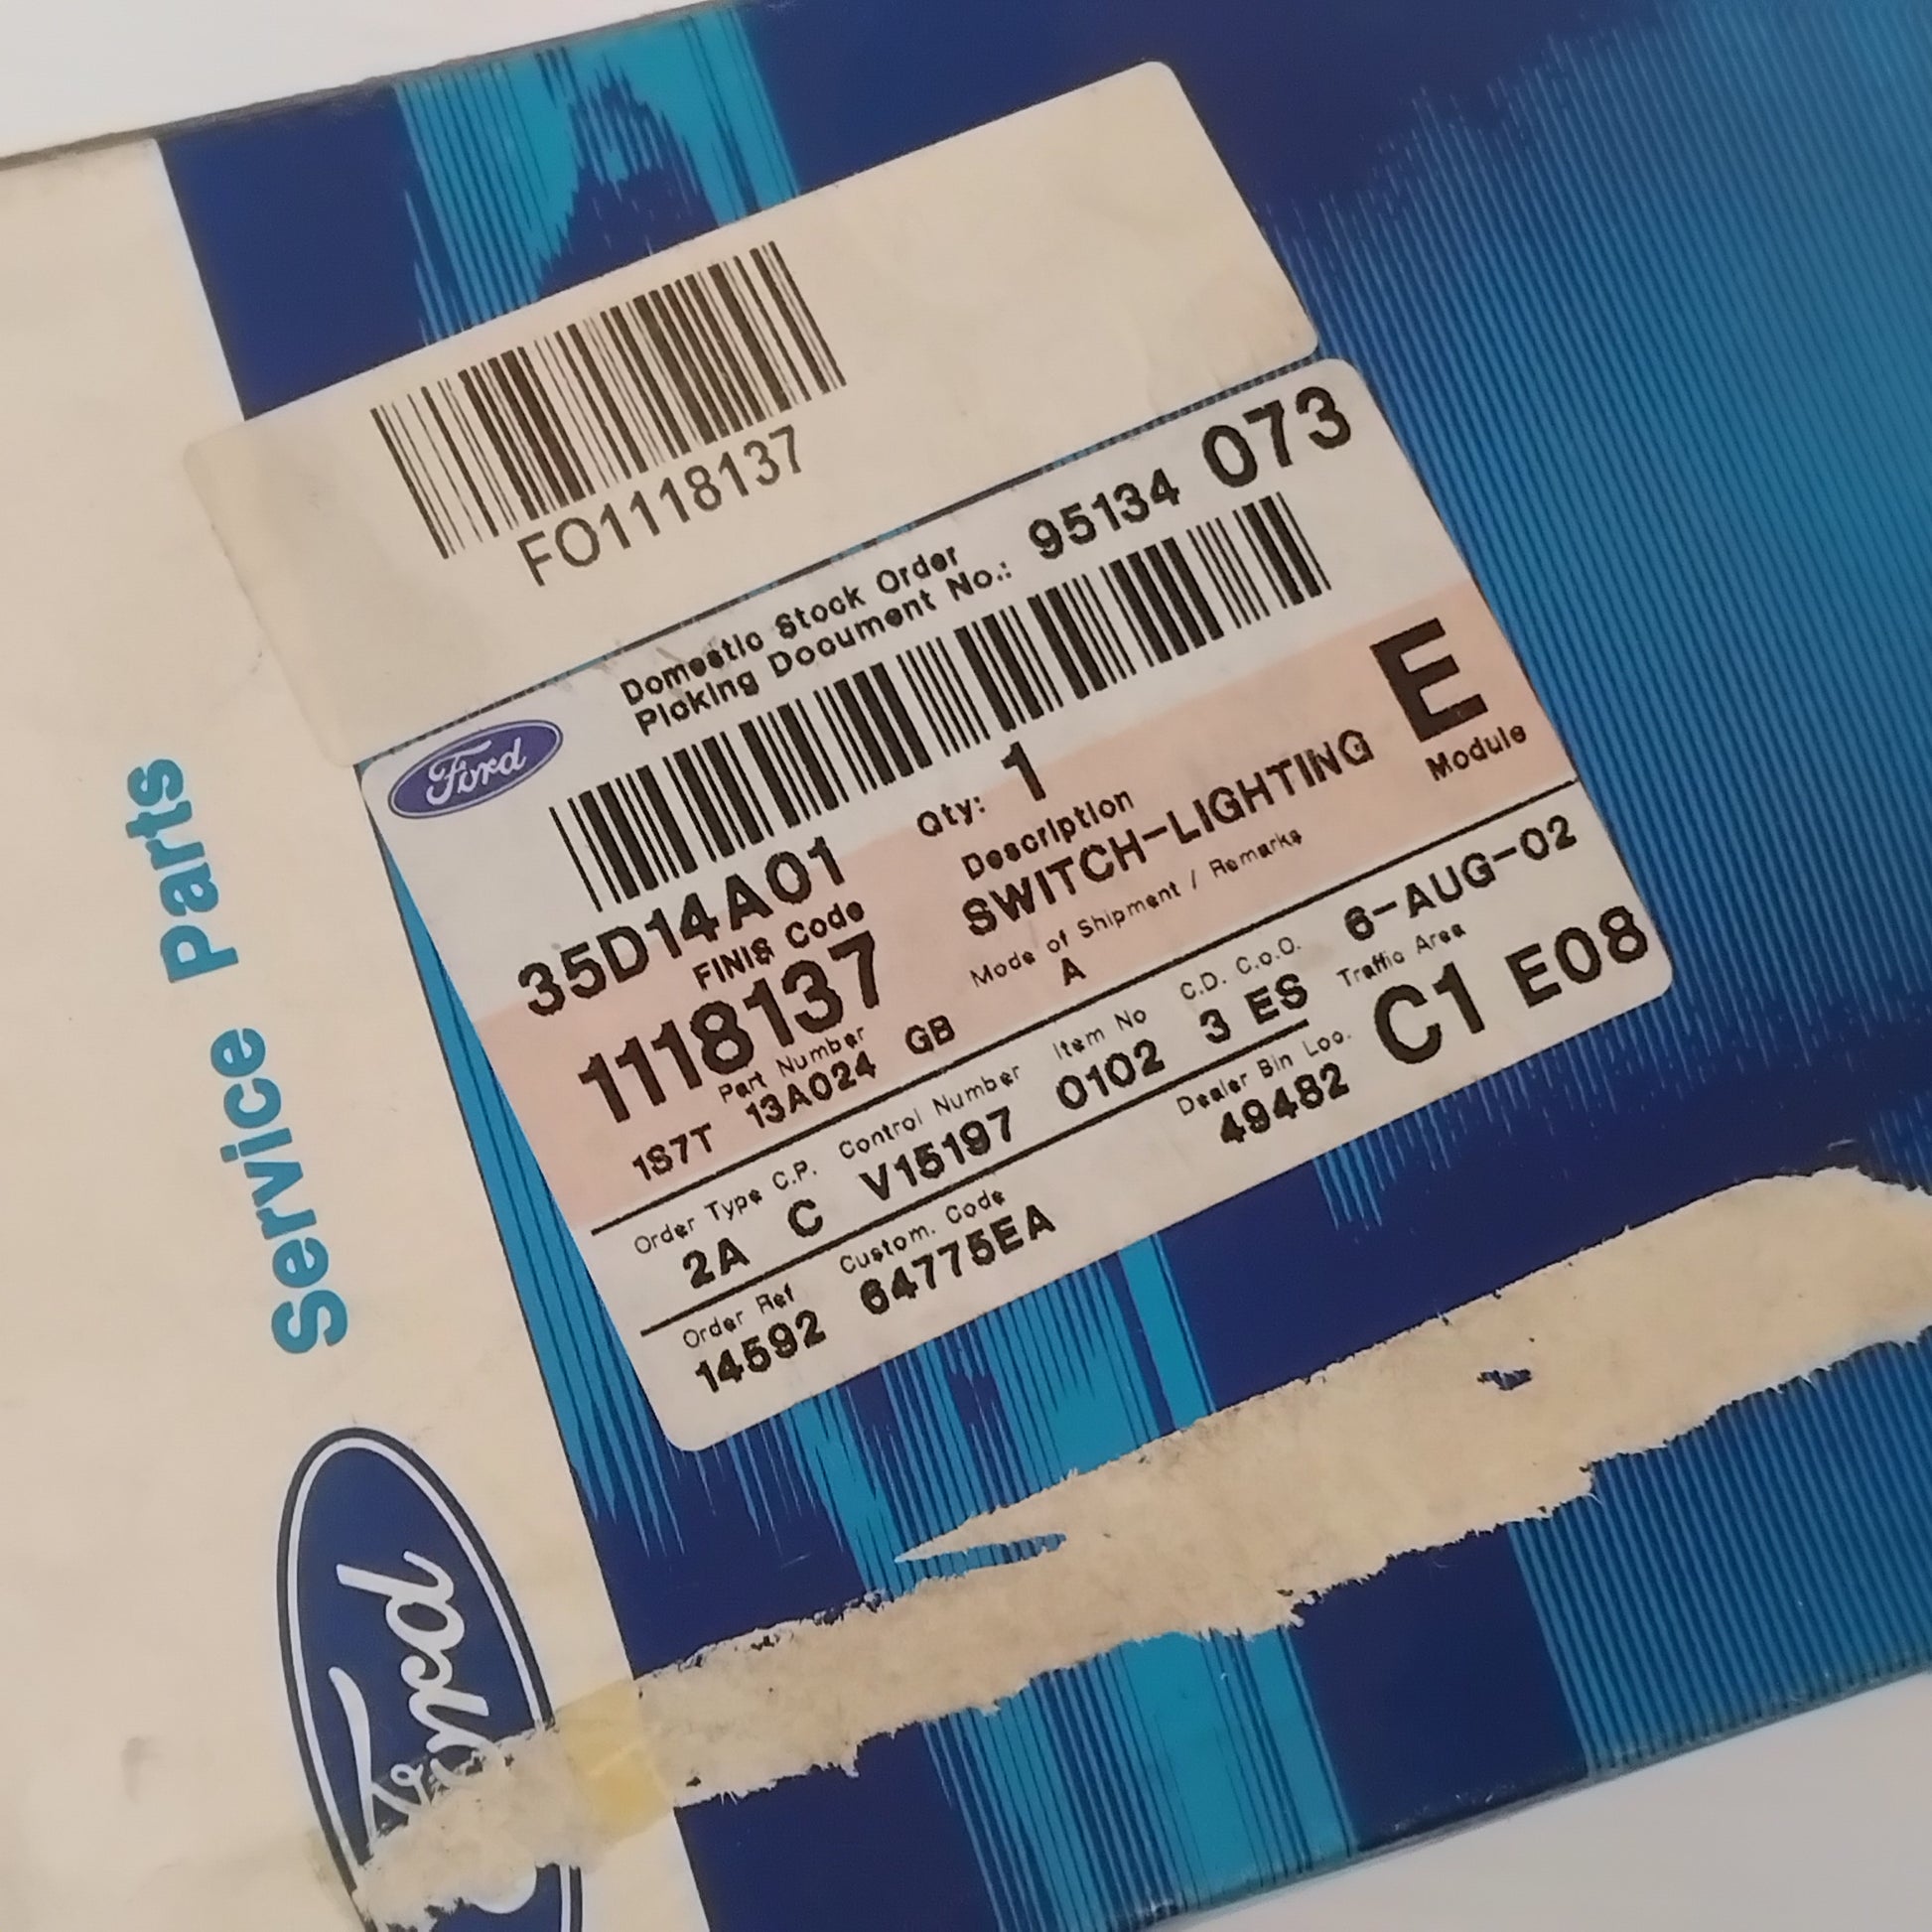 FO1118137
Domestic Stock Order
Picking Document No.: 95134 073
Ford
35D14A01
Qty: 1
E
Module
FINIS Code
1118137
Description
SWITCH-LIGHTING
Part Number
1S7T 13A024 GB
Mode of Shipment / Remarks
A
Order Type C.P. Control Number Item No C.D. C.o.O. 6-AUG-02
2A C V15197 0102 3 ES
Traffic Area
C1 E08
Order Ref Custom. Code Dealer Bin Loc.
14592 64775EA 49482
Service Parts
Ford